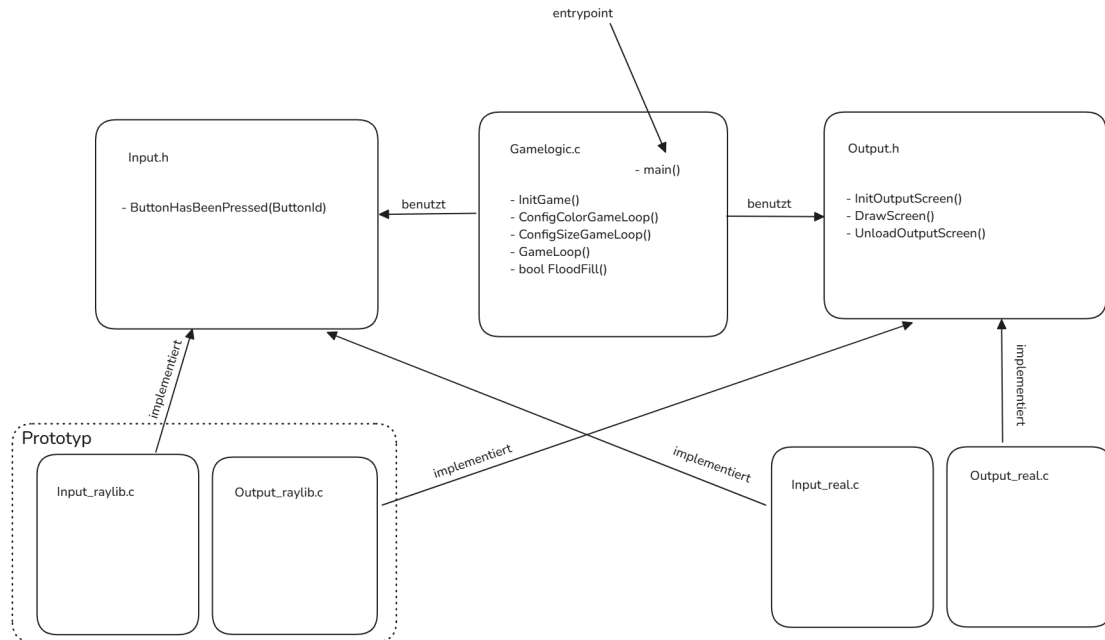 entrypoint
Input.h
- ButtonHasBeenPressed(ButtonId)
benutzt
Gamelogic.c
- main()
- InitGame()
- ConfigColorGameLoop()
- ConfigSizeGameLoop()
- GameLoop()
- bool FloodFill()
benutzt
Output.h
- InitOutputScreen()
- DrawScreen()
- UnloadOutputScreen()
implementiert
implementiert
implementiert
implementiert
Prototyp
Input_raylib.c
Output_raylib.c
Input_real.c
Output_real.c